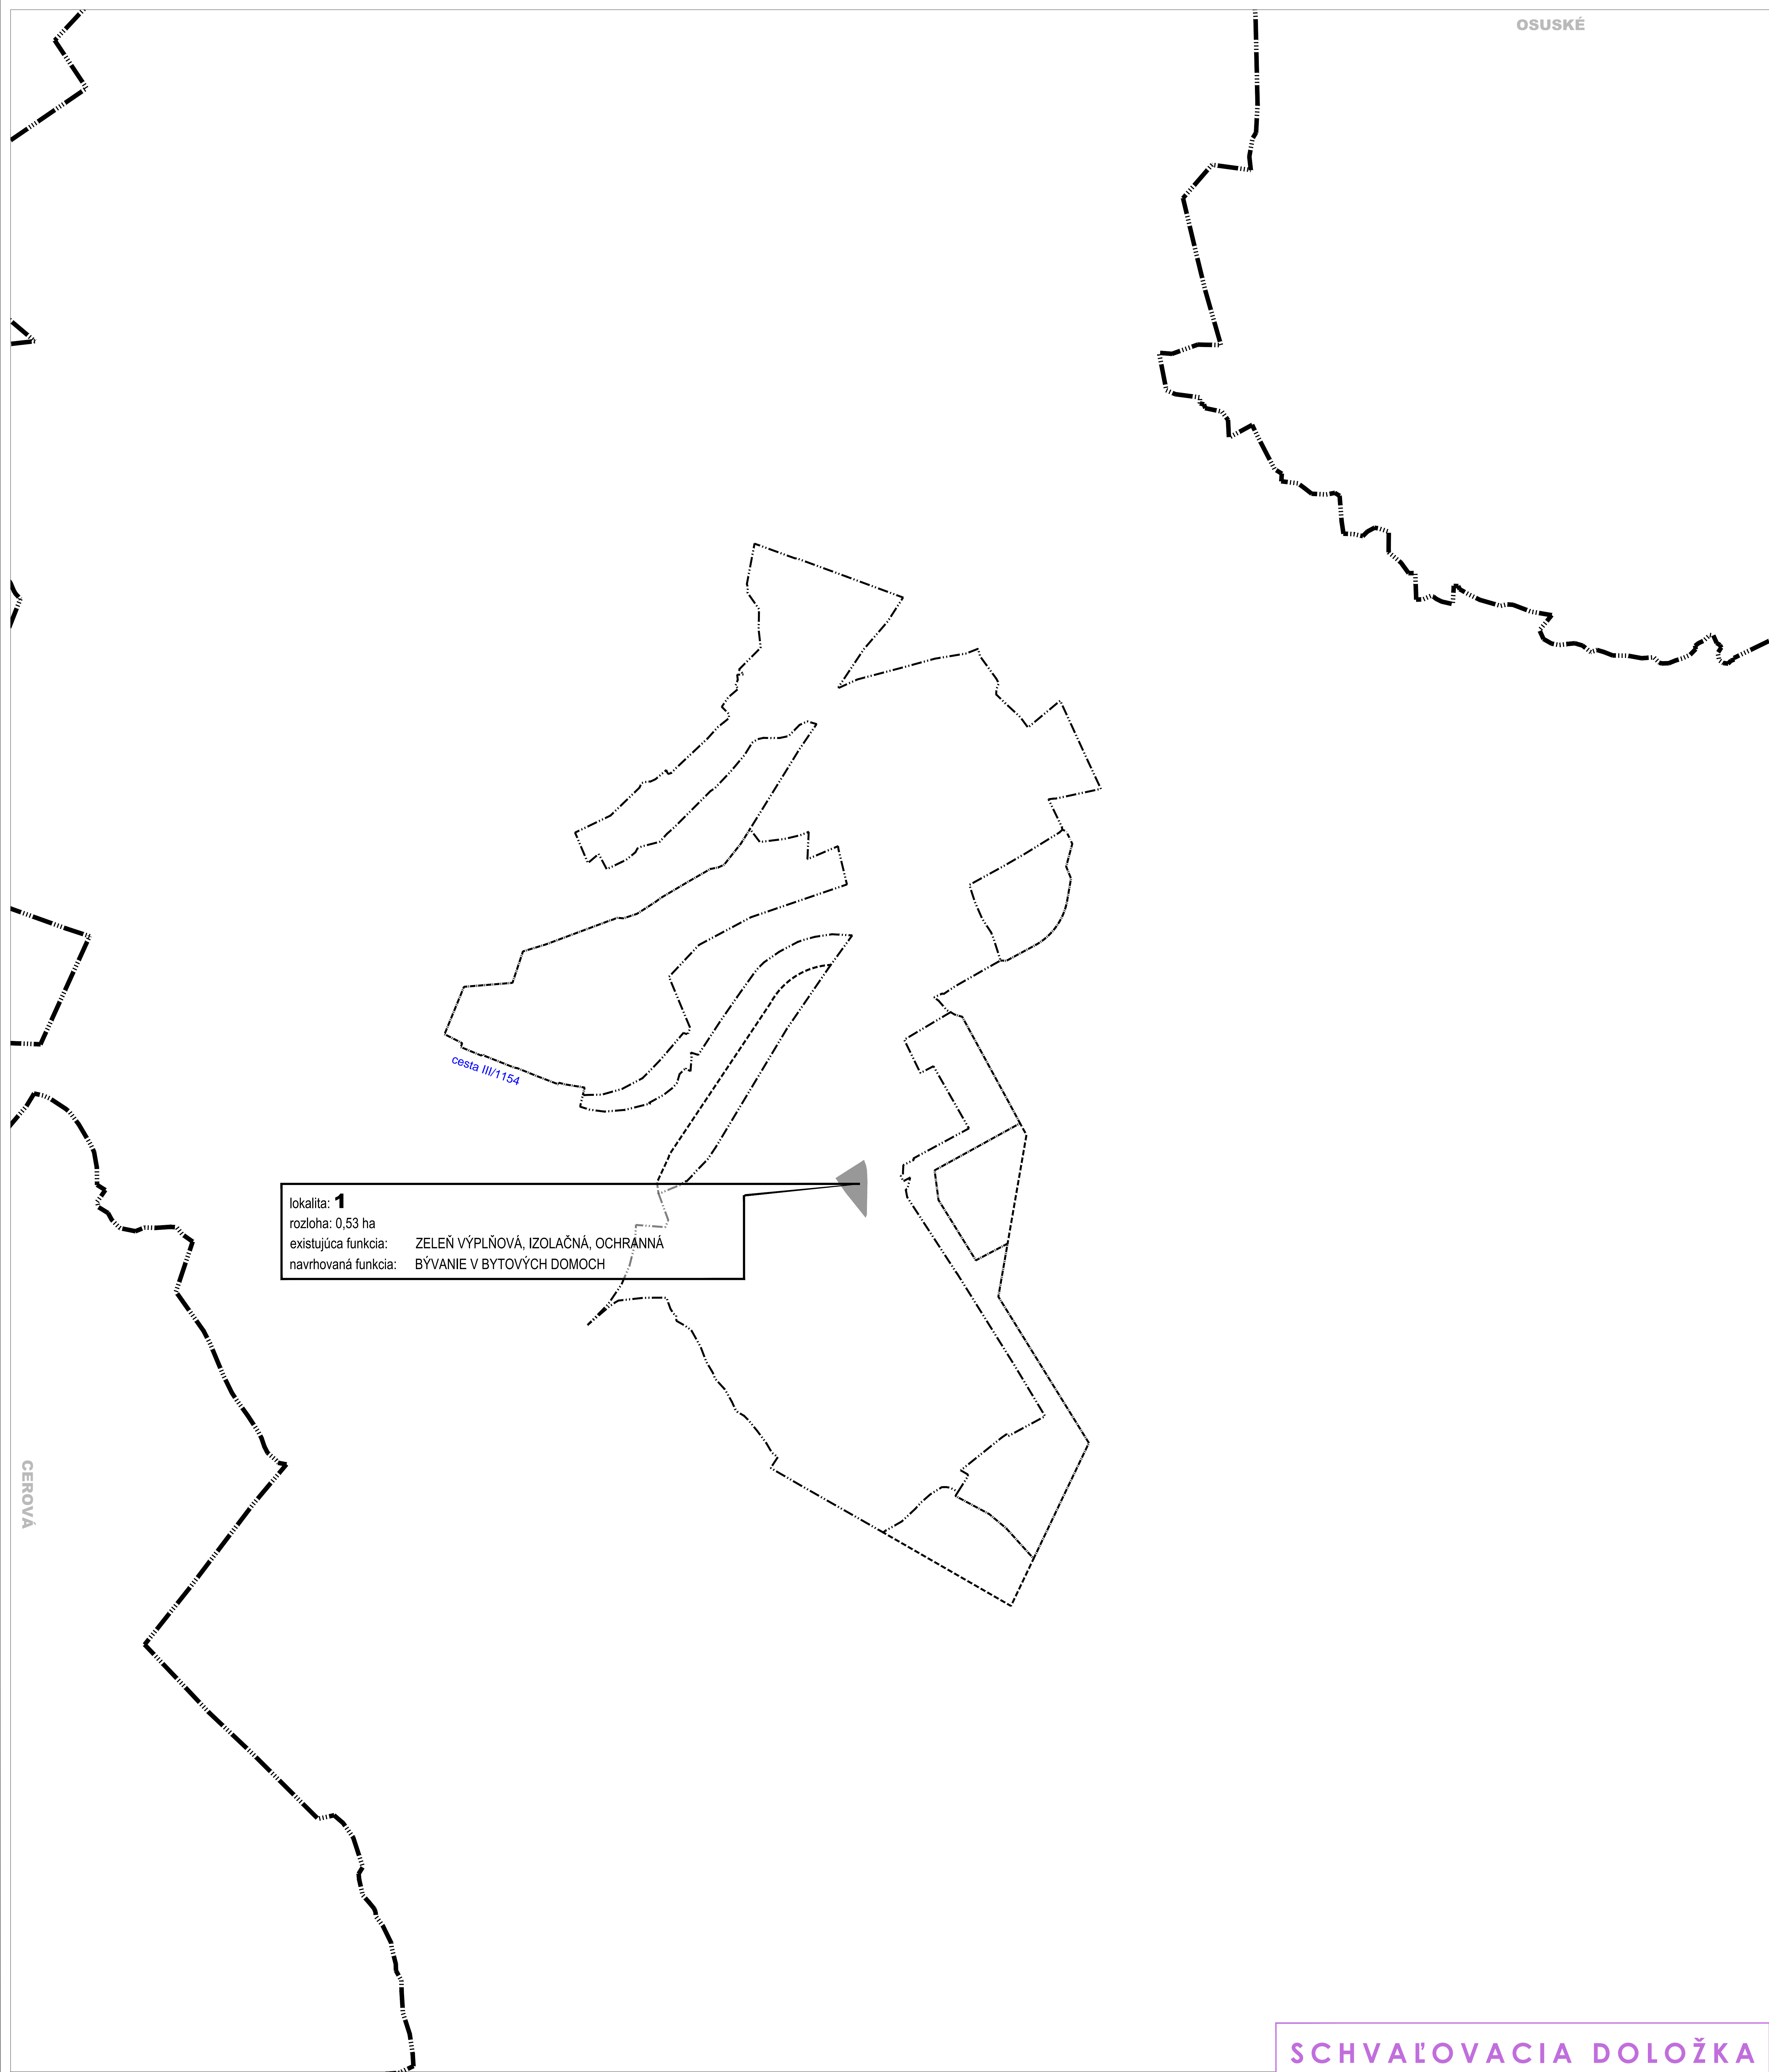 OSUSKÉ
cesta III/1154
lokalita: 1
rozloha: 0,53 ha
existujúca funkcia: ZELEŇ VÝPLŇOVÁ, IZOLAČNÁ, OCHRANNÁ
navrhovaná funkcia: BÝVANIE V BYTOVÝCH DOMOCH
CEROVÁ
SCHVAĽOVACIA DOLOŽKA